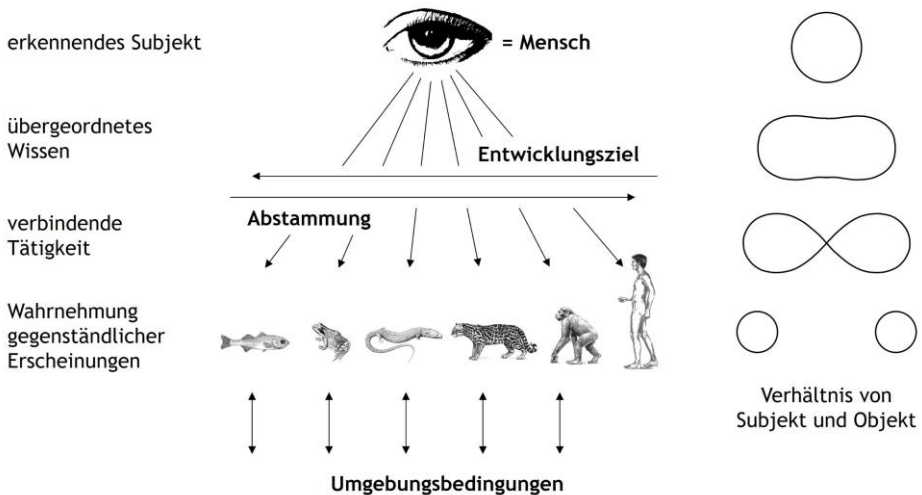 erkennendes Subjekt
= Mensch
übergeordnetes
Wissen
Entwicklungsziel
Abstammung
verbindende
Tätigkeit
Wahrnehmung
gegenständlicher
Erscheinungen
Verhältnis von
Subjekt und Objekt
Umgebungsbedingungen